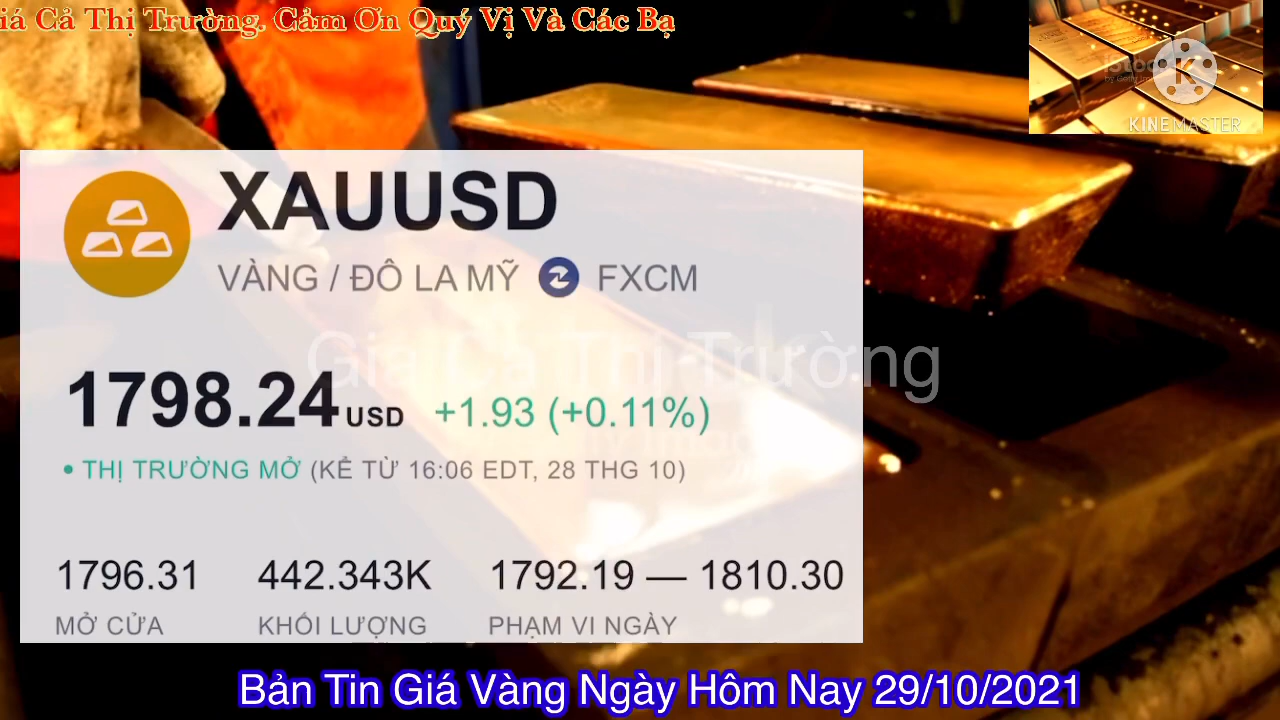 iá Cả Thị Trường. Cảm Ơn Quý Vị Và Các Bạ
KINEMASTER
XAUUSD
VÀNG / ĐÔ LA MỸ FXCM
Giá Cả Thị Trường
1798.24 USD +1.93 (+0.11%)
• THỊ TRƯỜNG MỞ (KỂ TỪ 16:06 EDT, 28 THG 10)
1796.31 442.343K 1792.19 — 1810.30
MỞ CỬA KHỐI LƯỢNG PHẠM VI NGÀY
Bản Tin Giá Vàng Ngày Hôm Nay 29/10/2021